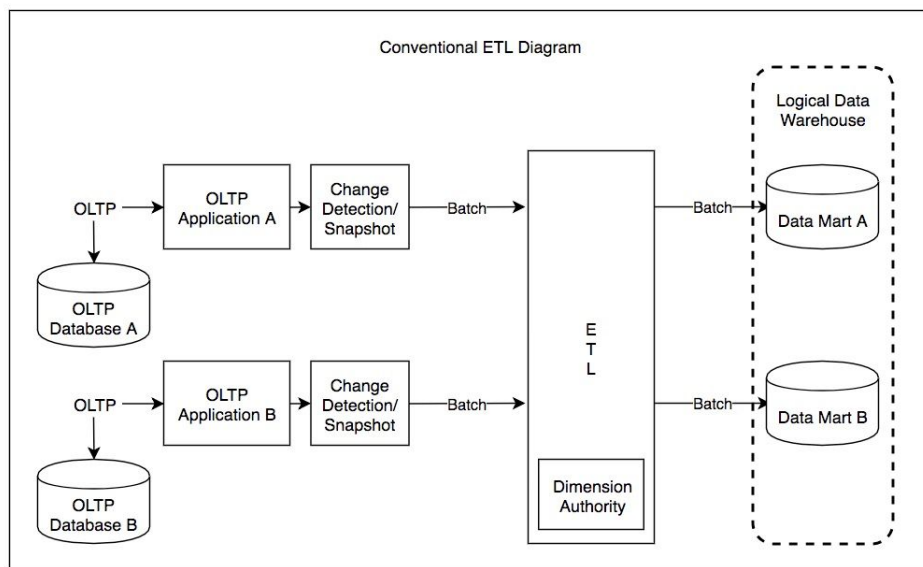 Conventional ETL Diagram
Logical Data
Warehouse
OLTP
OLTP
Application A
Change
Detection/
Snapshot
Batch
Batch
Data Mart A
OLTP
Database A
E
T
L
OLTP
OLTP
Application B
Change
Detection/
Snapshot
Batch
Batch
Data Mart B
OLTP
Database B
Dimension
Authority